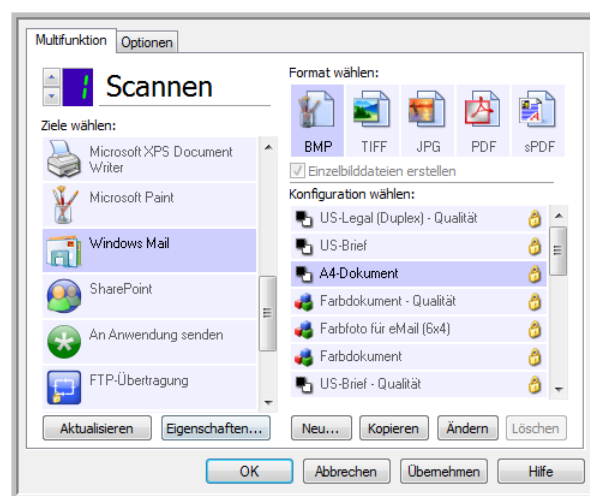 Multifunktion
Optionen
1 Scannen
Ziele wählen:
Microsoft XPS Document
Writer
Microsoft Paint
Windows Mail
SharePoint
An Anwendung senden
FTP-Übertragung
Aktualisieren
Eigenschaften...
Format wählen:
BMP
TIFF
JPG
PDF
sPDF
Einzelbilddateien erstellen
Konfiguration wählen:
US-Legal (Duplex) - Qualität
US-Brief
A4-Dokument
Farbdokument - Qualität
Farbfoto für eMail (6x4)
Farbdokument
US-Brief - Qualität
Neu...
Kopieren
Ändern
Löschen
OK
Abbrechen
Übernehmen
Hilfe